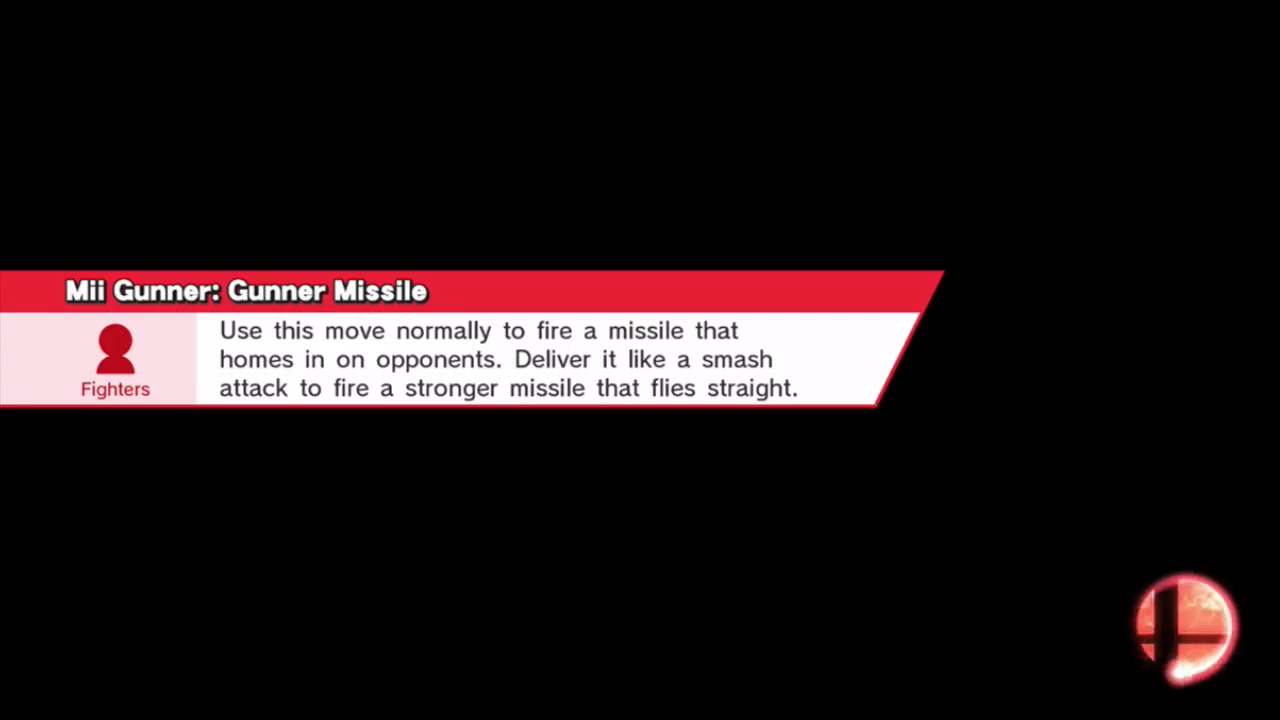 Mii Gunner: Gunner Missile
Fighters
Use this move normally to fire a missile that
homes in on opponents. Deliver it like a smash
attack to fire a stronger missile that flies straight.